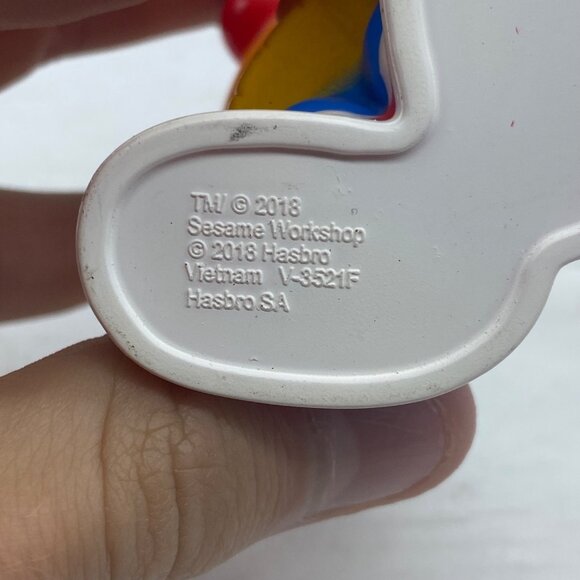 TM/ © 2018
Sesame Workshop
© 2018 Hasbro
Vietnam V-3521F
Hasbro SA